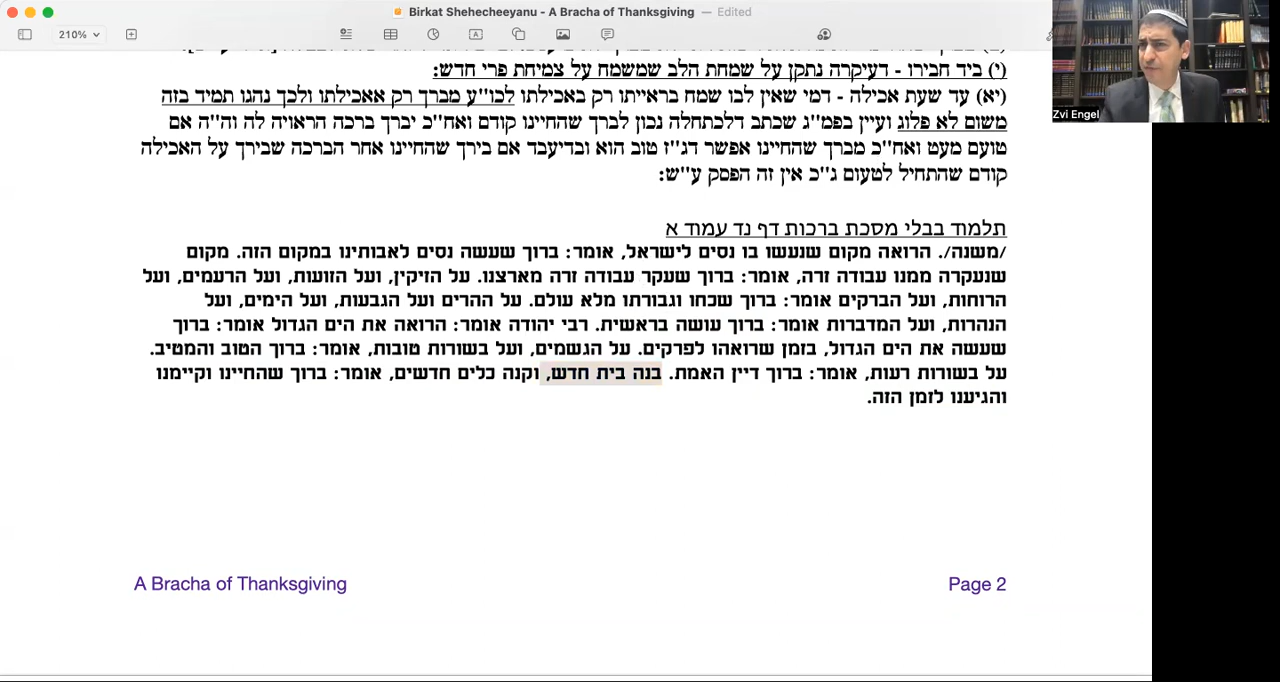 Birkat Shehecheeyanu - A Bracha of Thanksgiving — Edited
210%
(י) ביד חבירו - דעיקרה נתקן על שמחת הלב שמשמח על צמיחת פרי חדש:
(יא) עד שעת אכילה - דמי שאין לבו שמח בראייתו רק באכילתו לכו"ע מברך רק אאכילתו ולכך נהגו תמיד בזה
משום לא פלוג ועיין בפמ"ג שכתב דלכתחלה נכון לברך שהחיינו קודם ואח"כ יברך ברכה הראויה לה וה"ה אם
טועם מעט ואח"כ מברך שהחיינו אפשר דג"ז טוב הוא ובדיעבד אם בירך שהחיינו אחר הברכה שבירך על האכילה
קודם שהתחיל לטעום ג"כ אין זה הפסק ע"ש:
תלמוד בבלי מסכת ברכות דף נד עמוד א
/משנה/. הרואה מקום שנעשו בו נסים לישראל, אומר: ברוך שעשה נסים לאבותינו במקום הזה. מקום
שנעקרה ממנו עבודה זרה, אומר: ברוך שעקר עבודה זרה מארצנו. על הזיקין, ועל הזועות, ועל הרעמים, ועל
הרוחות, ועל הברקים אומר: ברוך שכחו וגבורתו מלא עולם. על ההרים ועל הגבעות, ועל הימים, ועל
הנהרות, ועל המדברות אומר: ברוך עושה בראשית. רבי יהודה אומר: הרואה את הים הגדול אומר: ברוך
שעשה את הים הגדול, בזמן שרואהו לפרקים. על הגשמים, ועל בשורות טובות, אומר: ברוך הטוב והמטיב.
על בשורות רעות, אומר: ברוך דיין האמת. בנה בית חדש, וקנה כלים חדשים, אומר: ברוך שהחיינו וקיימנו
והגיענו לזמן הזה.
A Bracha of Thanksgiving
Page 2
Zvi Engel